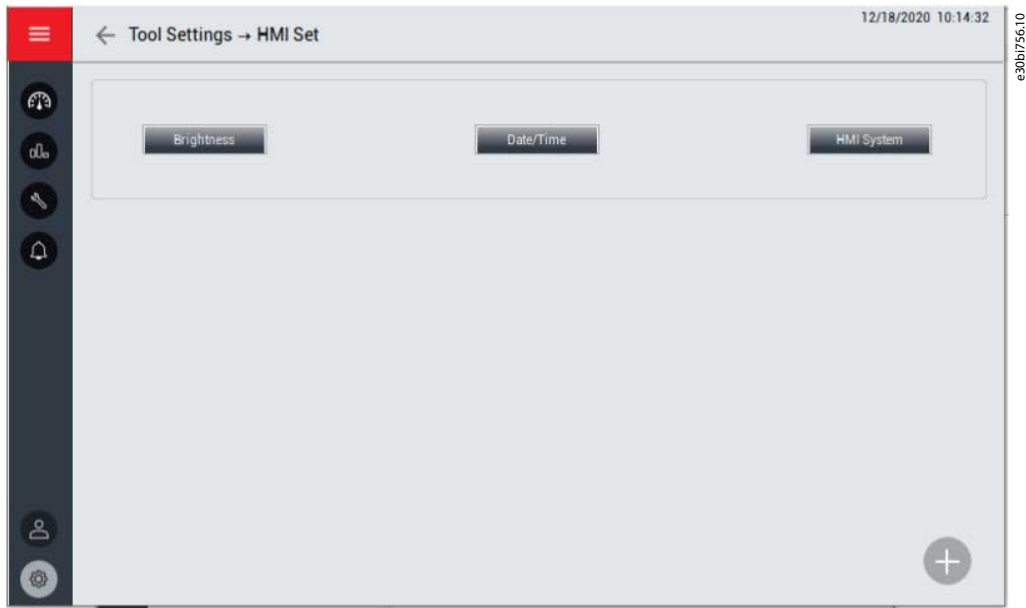 12/18/2020 10:14:32
Tool Settings → HMI Set
Brightness
Date/Time
HMI System
e30bi756.10